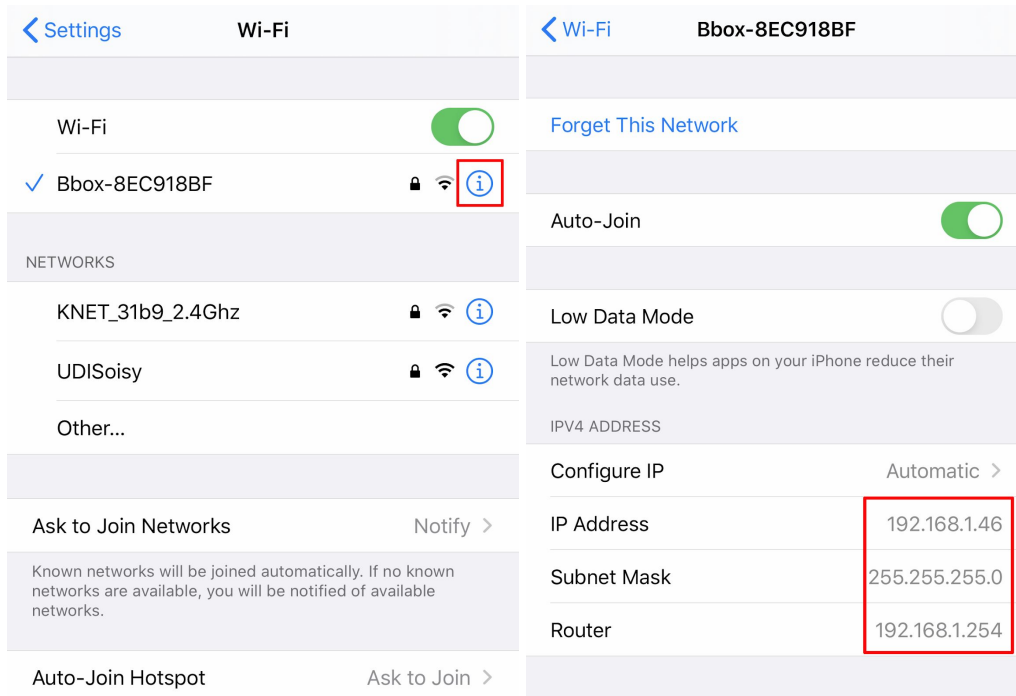 Settings
Wi-Fi
Wi-Fi
Bbox-8EC918BF
NETWORKS
KNET_31b9_2.4Ghz
UDISoisy
Other...
Ask to Join Networks Notify
Known networks will be joined automatically. If no known
networks are available, you will be notified of available
networks.
Auto-Join Hotspot Ask to Join
Wi-Fi
Bbox-8EC918BF
Forget This Network
Auto-Join
Low Data Mode
Low Data Mode helps apps on your iPhone reduce their
network data use.
IPV4 ADDRESS
Configure IP Automatic
IP Address 192.168.1.46
Subnet Mask 255.255.255.0
Router 192.168.1.254